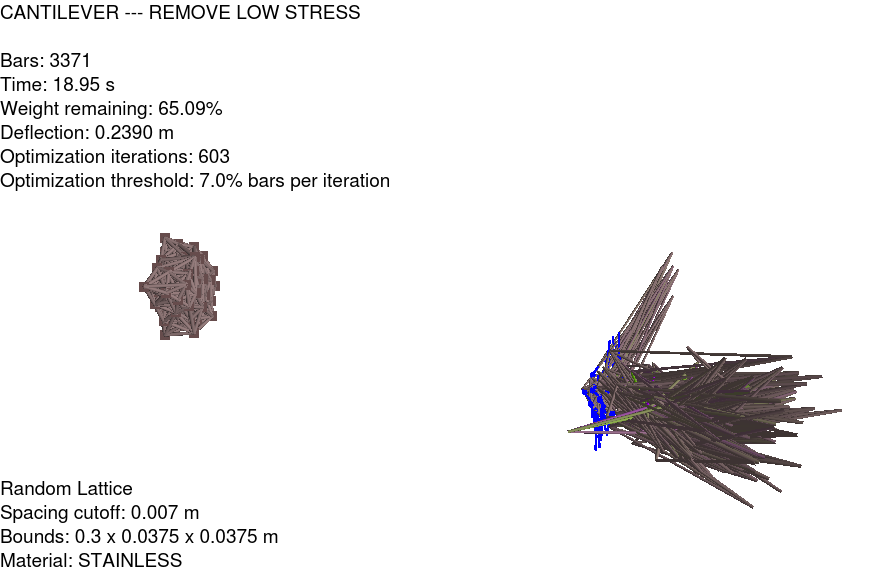 CANTILEVER --- REMOVE LOW STRESS
Bars: 3371
Time: 18.95 s
Weight remaining: 65.09%
Deflection: 0.2390 m
Optimization iterations: 603
Optimization threshold: 7.0% bars per iteration
Random Lattice
Spacing cutoff: 0.007 m
Bounds: 0.3 x 0.0375 x 0.0375 m
Material: STAINLESS